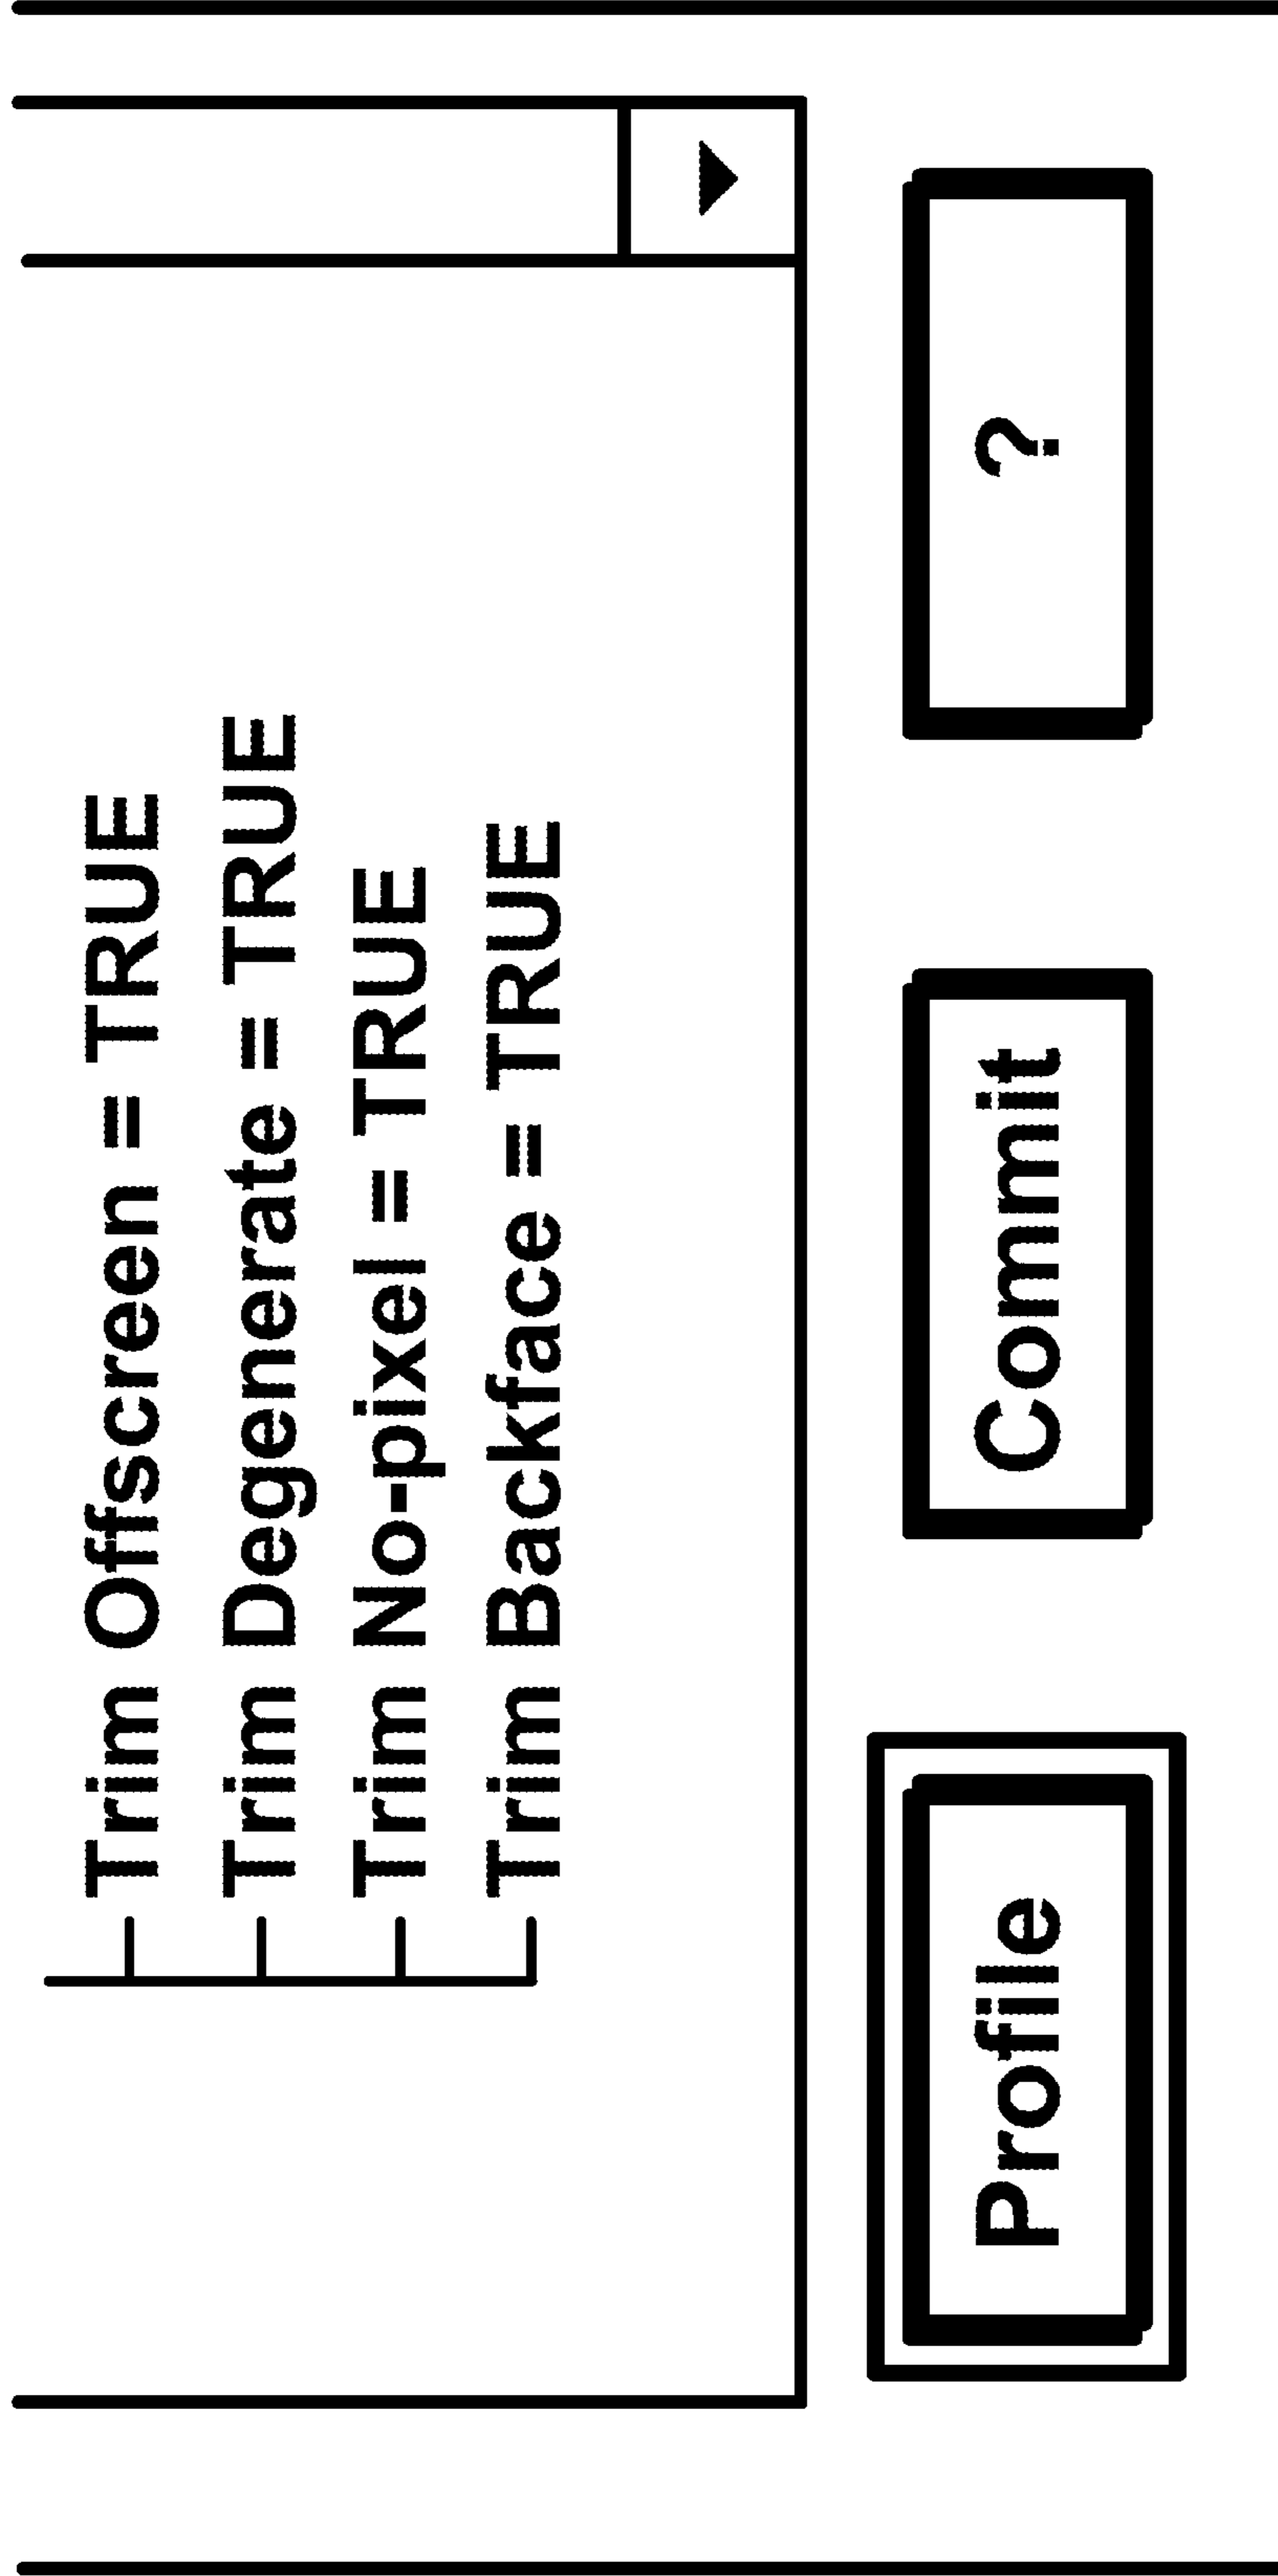 Trim Offscreen = TRUE
Trim Degenerate = TRUE
Trim No-pixel = TRUE
Trim Backface = TRUE
Profile
Commit
?